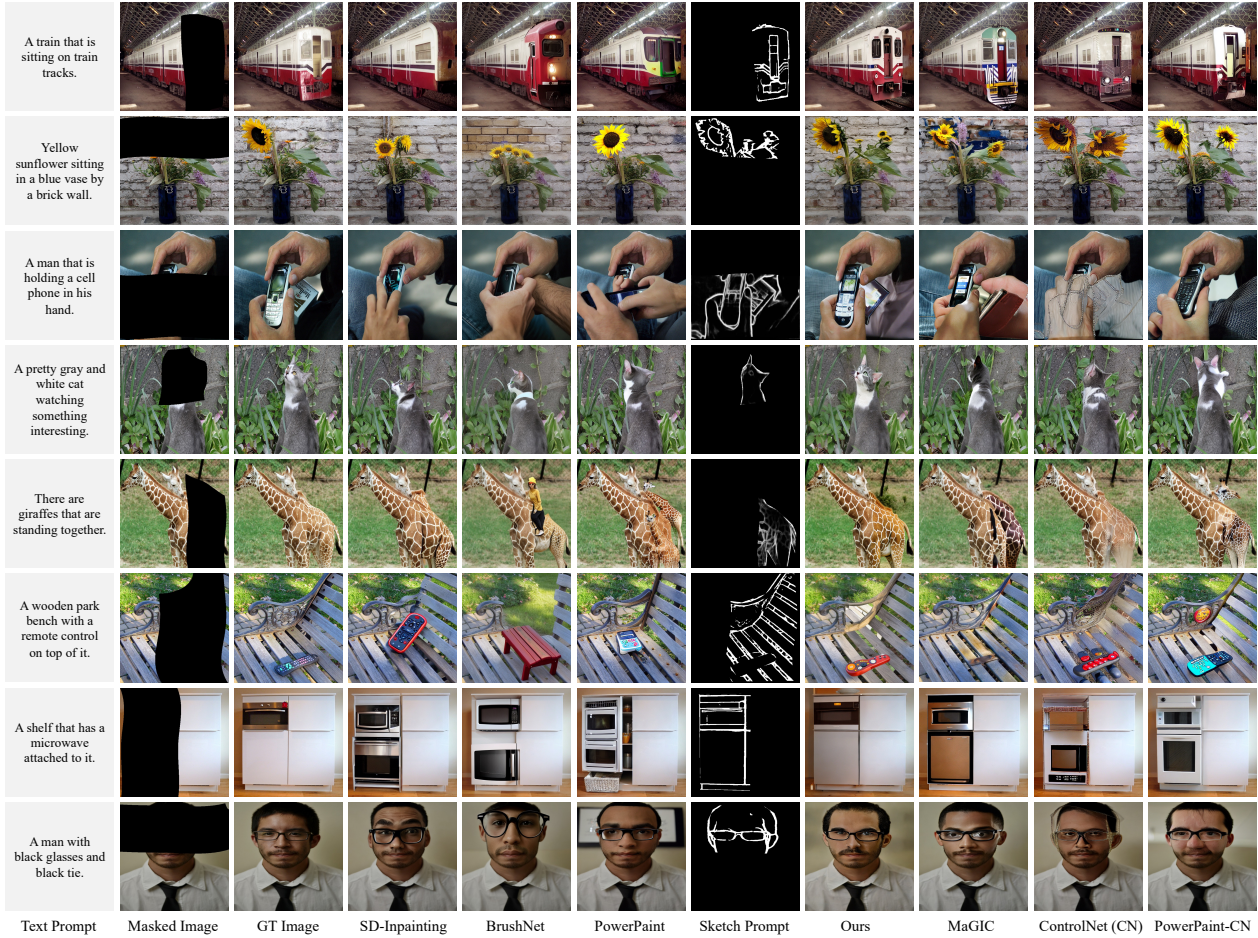 A train that is
sitting on train
tracks.
Yellow
sunflower sitting
in a blue vase by
a brick wall.
A man that is
holding a cell
phone in his
hand.
A pretty gray and
white cat
watching
something
interesting.
There are
giraffes that are
standing together.
A wooden park
bench with a
remote control
on top of it.
A shelf that has a
microwave
attached to it.
A man with
black glasses and
black tie.
Text Prompt Masked Image GT Image SD-Inpainting BrushNet PowerPaint Sketch Prompt Ours MaGIC ControlNet (CN) PowerPaint-CN